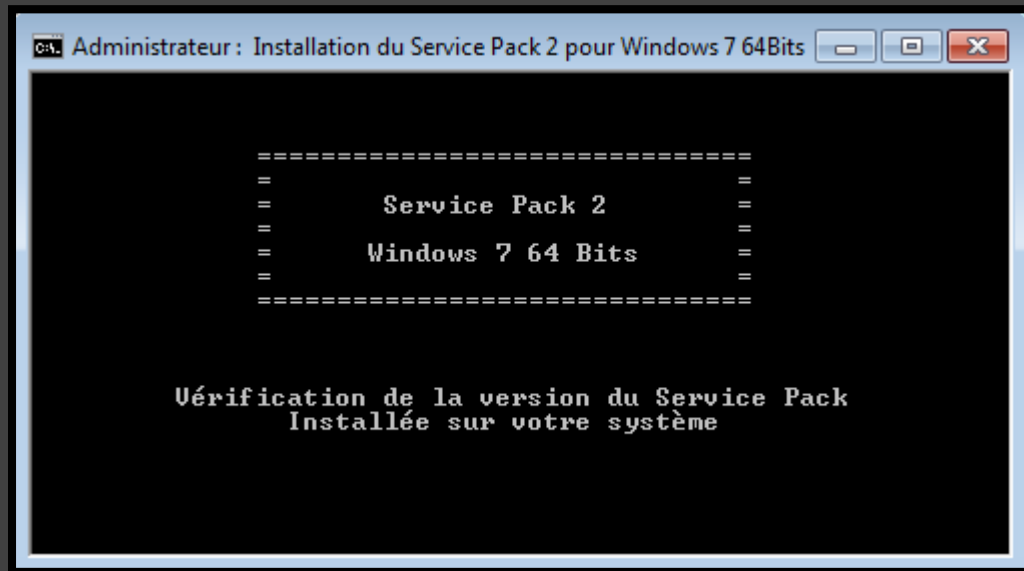 Administrateur : Installation du Service Pack 2 pour Windows 7 64Bits
===============================
= =
= Service Pack 2 =
= =
= Windows 7 64 Bits =
= =
===============================
Vérification de la version du Service Pack
Installée sur votre système